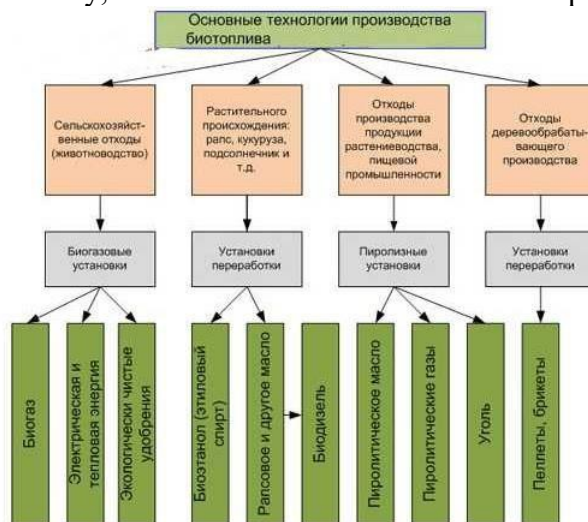 Основные технологии производства
биотоплива
Сельскохозяйст-
венные отходы
(животноводство)
Растительного
происхождения:
рапс, кукуруза,
подсолнечник и
т.д.
Отходы
производства
продукции
растениеводства,
пищевой
промышленности
Отходы
деревообрабаты-
вающего
производства
Биогазовые
установки
Установки
переработки
Пиролизные
установки
Установки
переработки
Биогаз
Электрическая и
тепловая энергия
Экологически чистые
удобрения
Биоэтанол (этиловый
спирт)
Рапсовое и другое масло
Биодизель
Пиролитическое масло
Пиролитические газы
Уголь
Пеллеты, брикеты